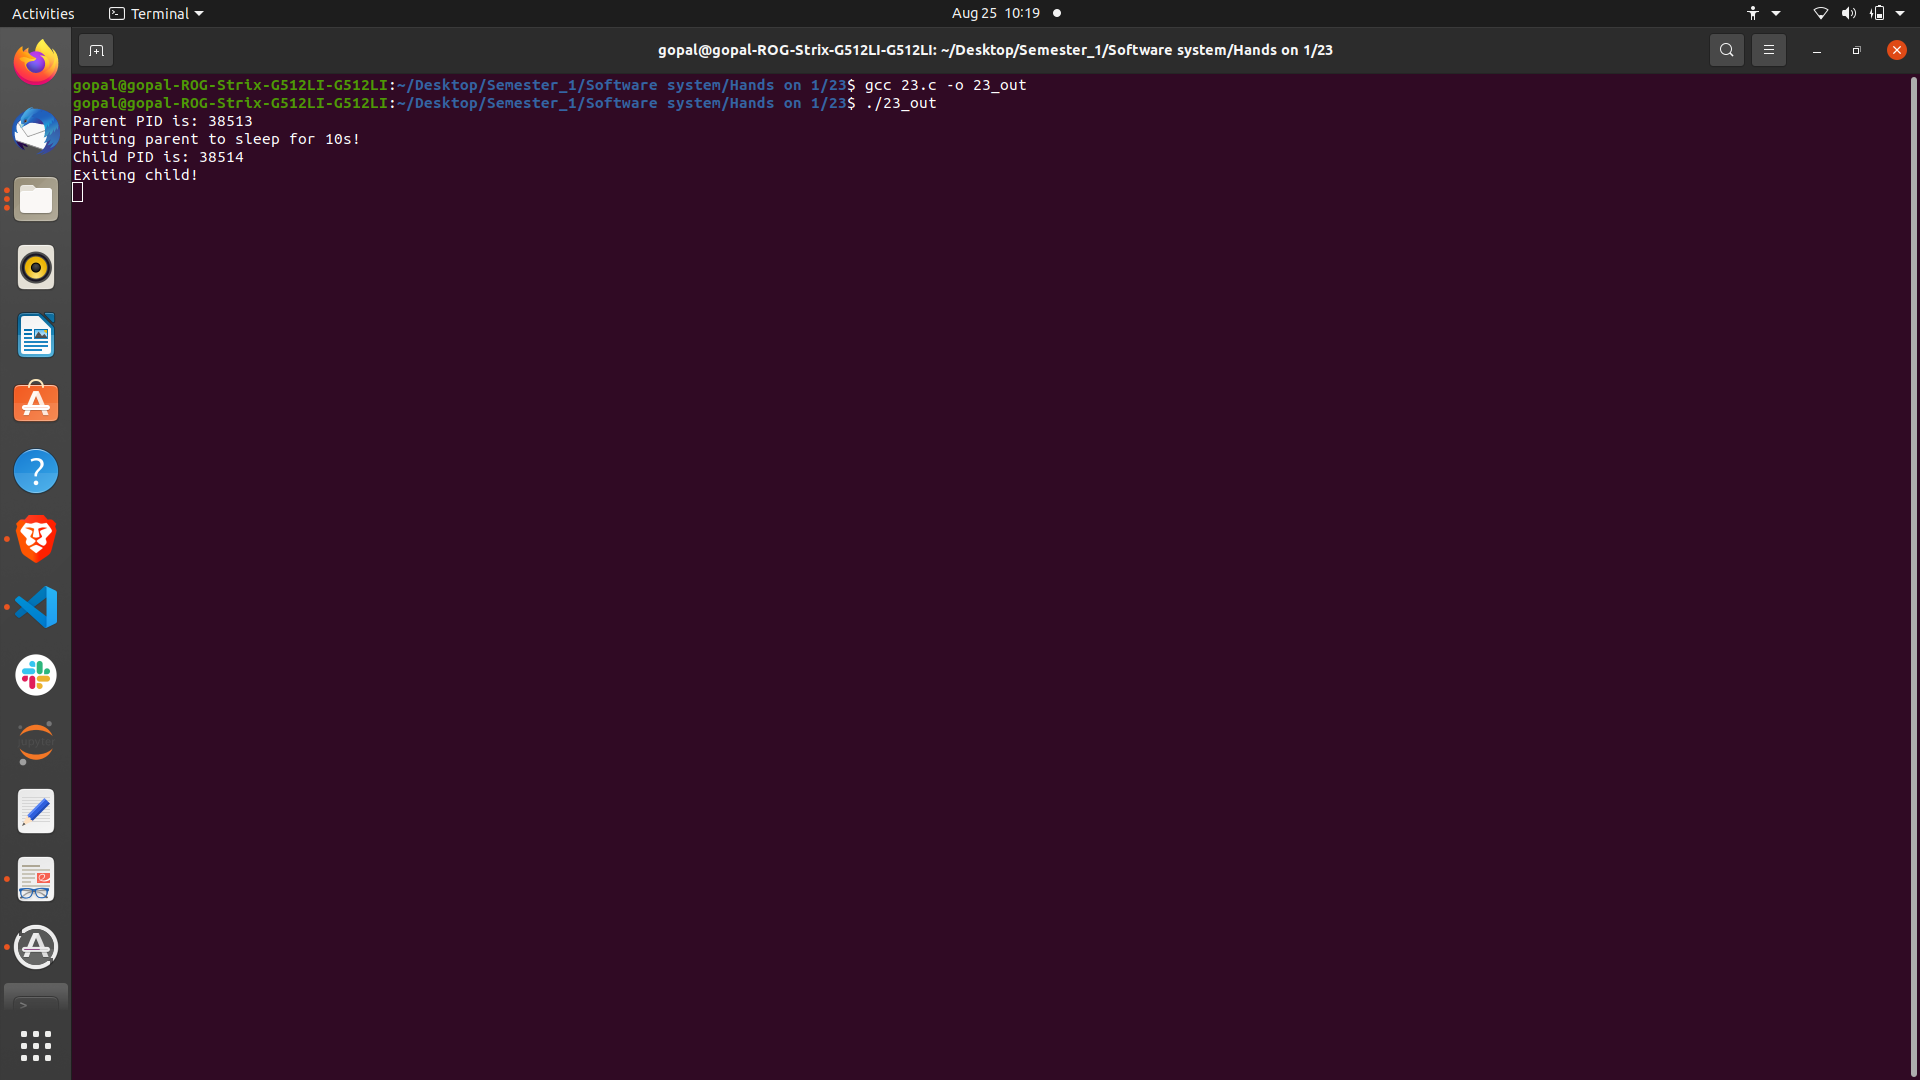 Activities
Terminal
Aug 25 10:19
gopal@gopal-ROG-Strix-G512LI-G512LI: ~/Desktop/Semester_1/Software system/Hands on 1/23
gopal@gopal-ROG-Strix-G512LI-G512LI:~/Desktop/Semester_1/Software system/Hands on 1/23$ gcc 23.c -o 23_out
gopal@gopal-ROG-Strix-G512LI-G512LI:~/Desktop/Semester_1/Software system/Hands on 1/23$ ./23_out
Parent PID is: 38513
Putting parent to sleep for 10s!
Child PID is: 38514
Exiting child!